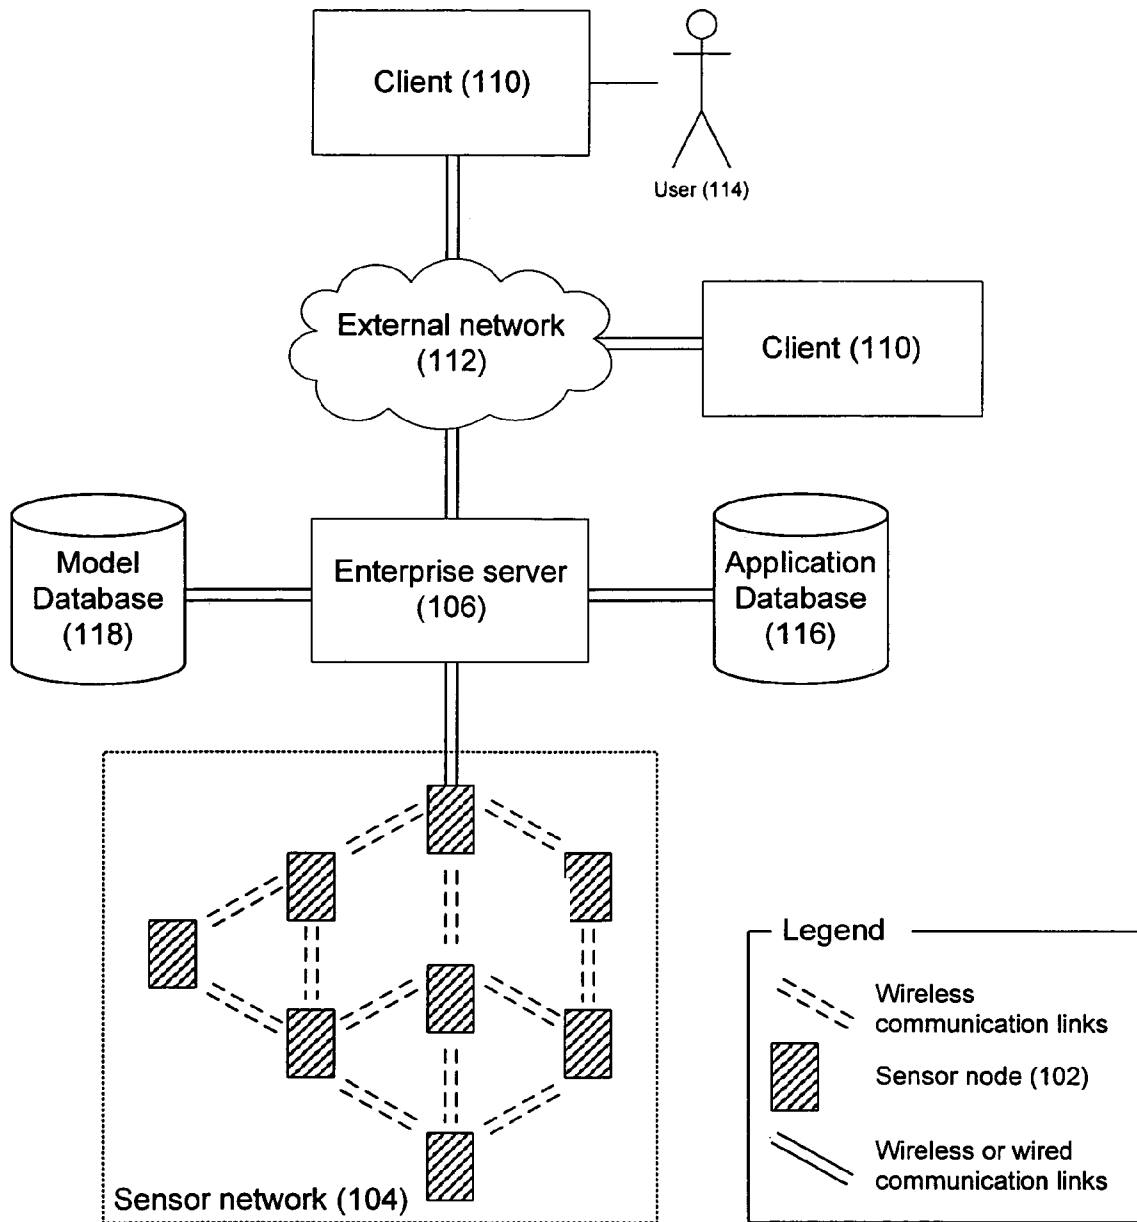 Client (110)
User (114)
External network
(112)
Client (110)
Model
Database
(118)
Enterprise server
(106)
Application
Database
(116)
Sensor network (104)
Legend
Wireless
communication links
Sensor node (102)
Wireless or wired
communication links